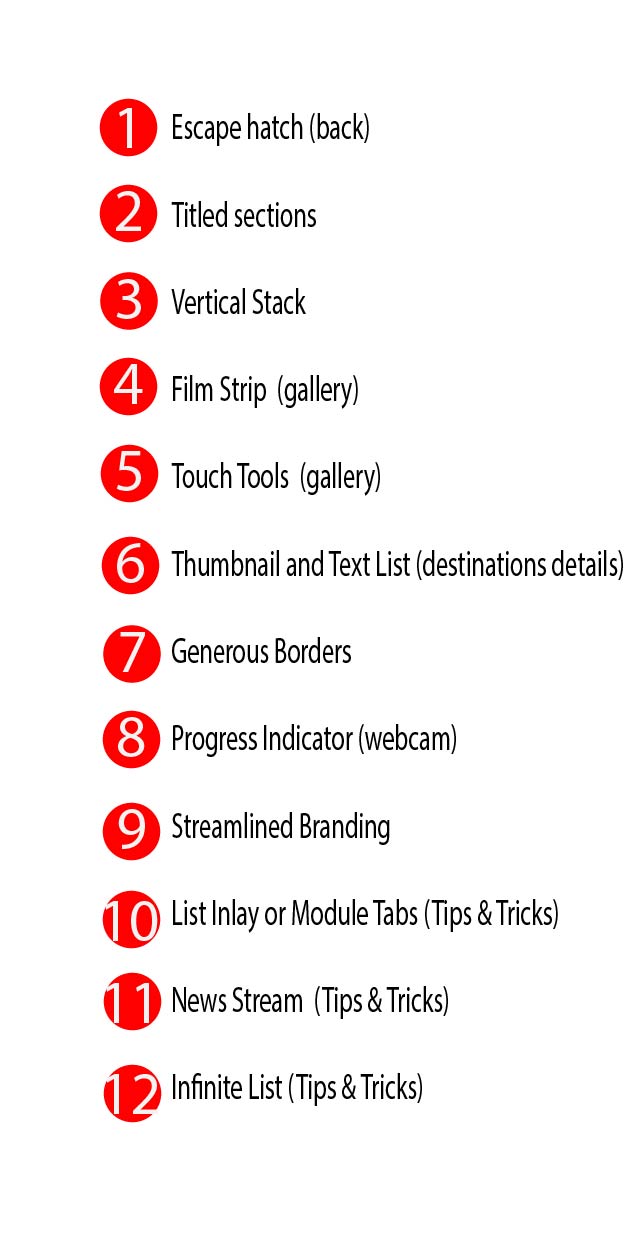 1 Escape hatch (back)
2 Titled sections
3 Vertical Stack
4 Film Strip (gallery)
5 Touch Tools (gallery)
6 Thumbnail and Text List (destinations details)
7 Generous Borders
8 Progress Indicator (webcam)
9 Streamlined Branding
10 List Inlay or Module Tabs (Tips & Tricks)
11 News Stream (Tips & Tricks)
12 Infinite List (Tips & Tricks)